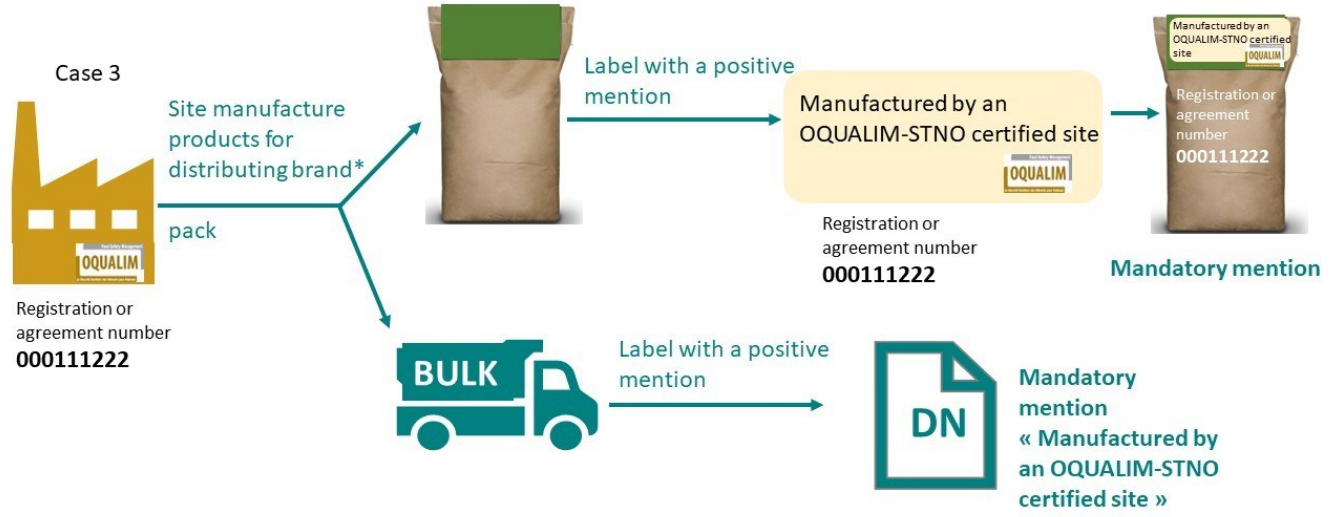 Case 3
Site manufacture
products for
distributing brand*
pack
OQUALIM
Registration or
agreement number
000111222
Label with a positive
mention
Manufactured by an
OQUALIM-STNO certified site
OQUALIM
Registration or
agreement number
000111222
Manufactured by an
OQUALIM-STNO certified
site
OQUALIM
Registration or
agreement
number
000111222
Mandatory mention
BULK
Label with a positive
mention
DN
Mandatory
mention
« Manufactured by
an OQUALIM-STNO
certified site »